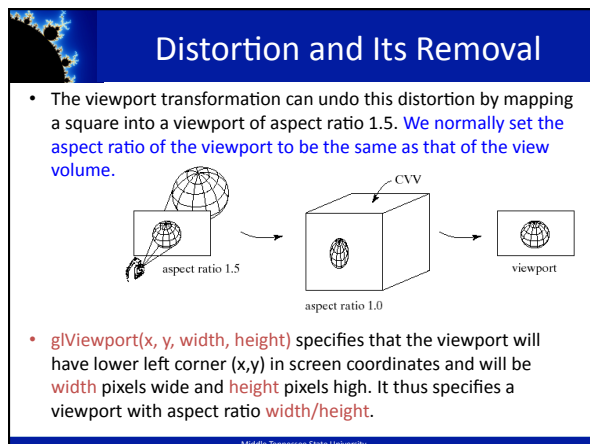 Distortion and Its Removal
• The viewport transformation can undo this distortion by mapping
a square into a viewport of aspect ratio 1.5. We normally set the
aspect ratio of the viewport to be the same as that of the view
volume.
CVV
aspect ratio 1.5
viewport
aspect ratio 1.0
• glViewport(x, y, width, height) specifies that the viewport will
have lower left corner (x,y) in screen coordinates and will be
width pixels wide and height pixels high. It thus specifies a
viewport with aspect ratio width/height.
Middle Tennessee State University